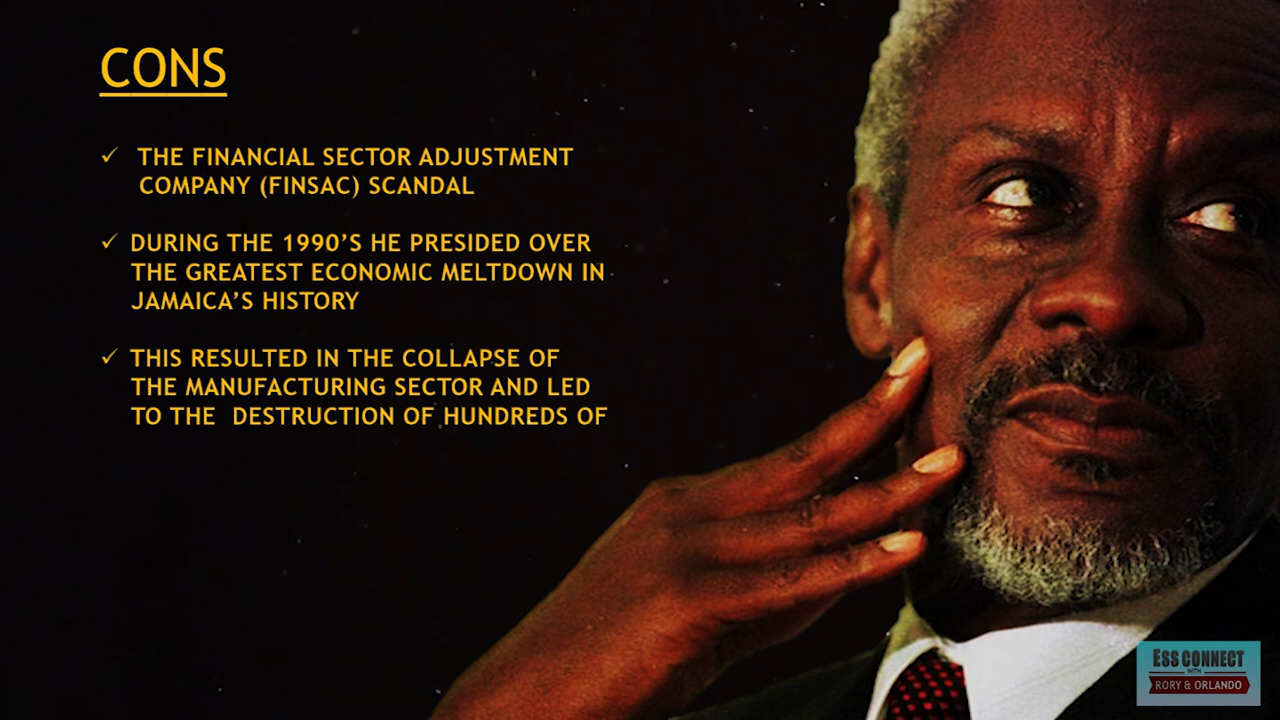 CONS
✓ THE FINANCIAL SECTOR ADJUSTMENT
COMPANY (FINSAC) SCANDAL
✓ DURING THE 1990'S HE PRESIDED OVER
THE GREATEST ECONOMIC MELTDOWN IN
JAMAICA'S HISTORY
✓ THIS RESULTED IN THE COLLAPSE OF
THE MANUFACTURING SECTOR AND LED
TO THE DESTRUCTION OF HUNDREDS OF
ESS CONNECT
WITH
RORY & ORLANDO